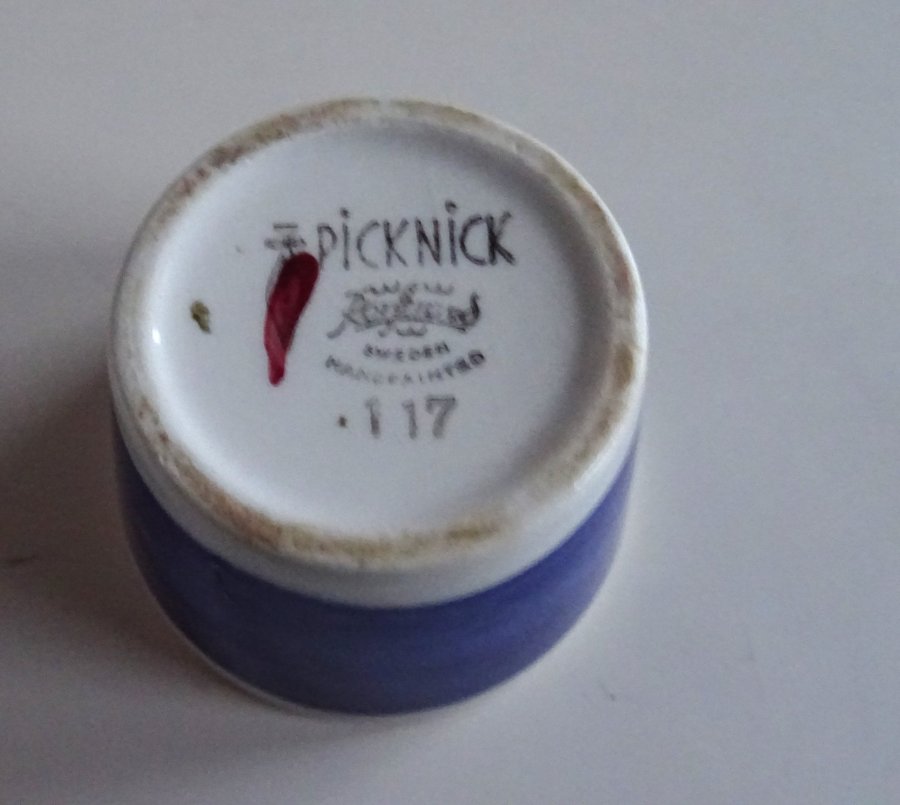 PiCKNiCK
Rörstrand
SWEDEN
HANDPAINTED
117